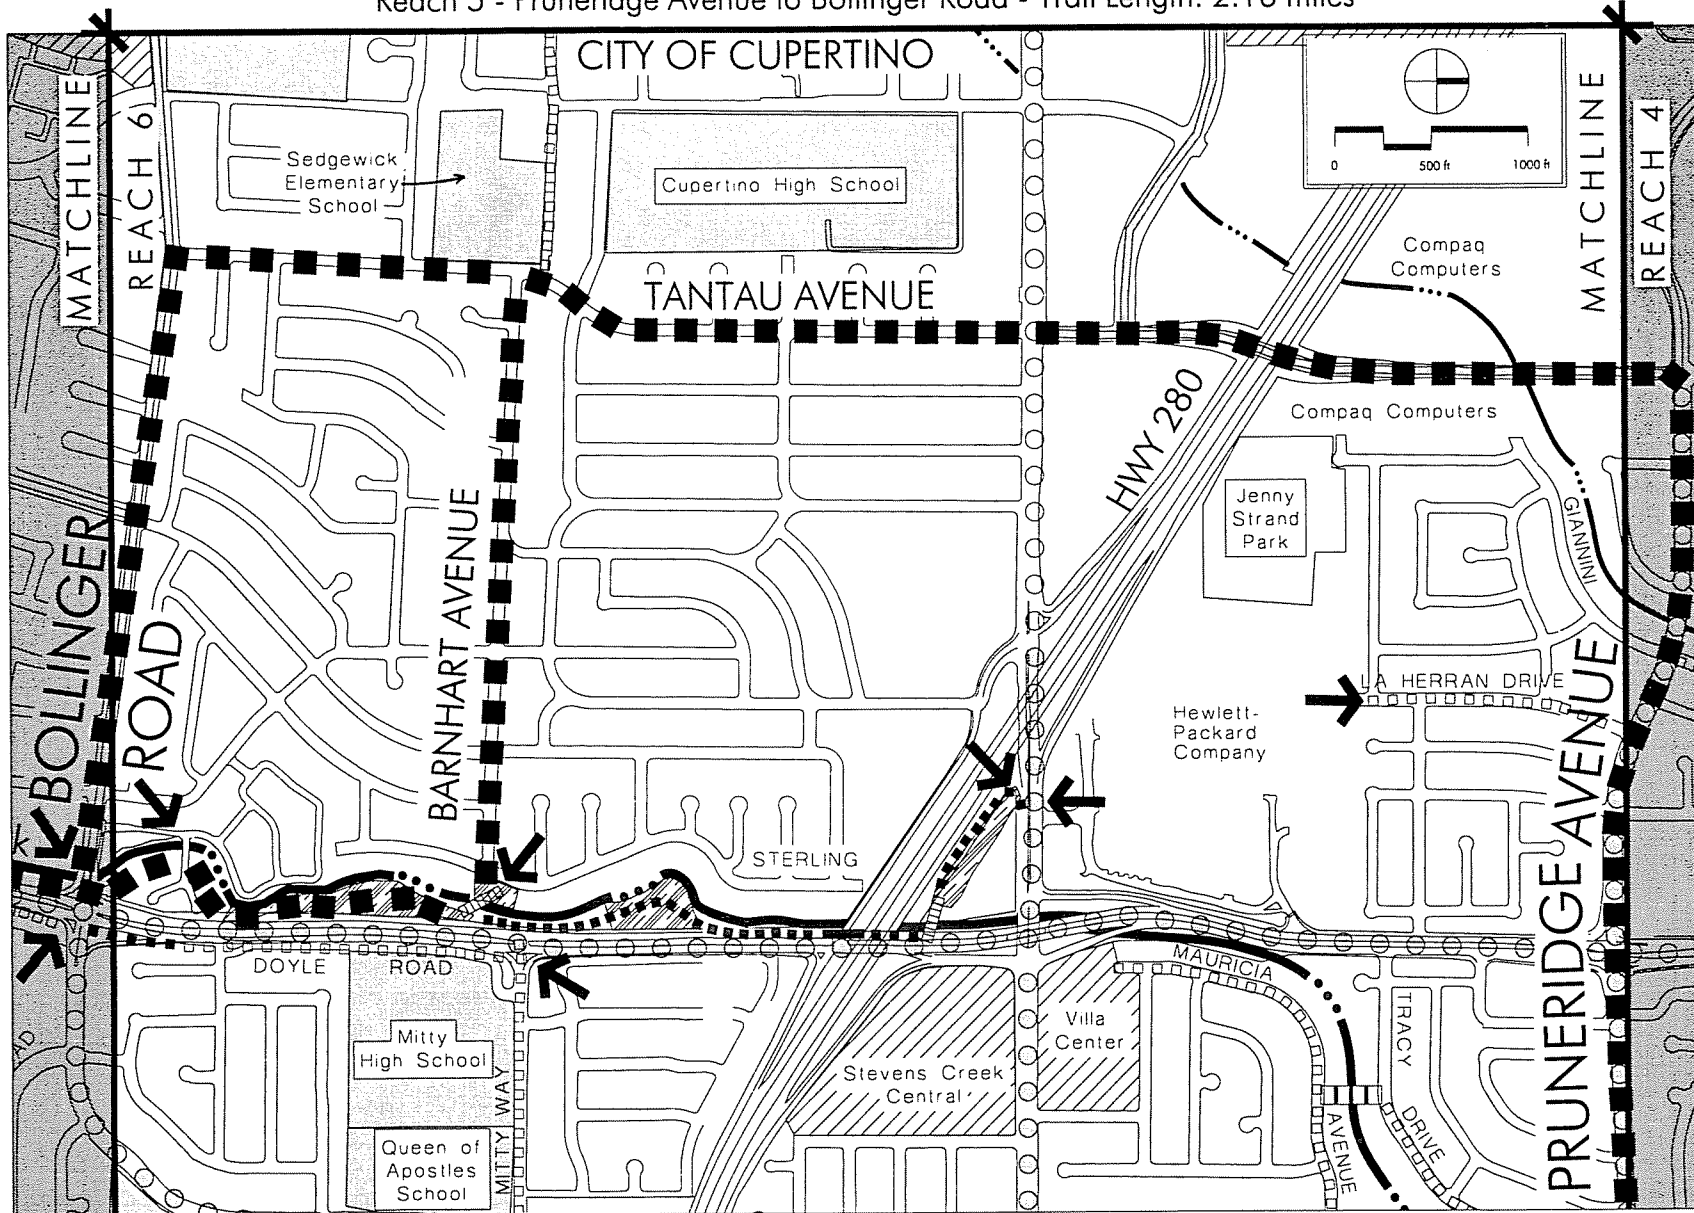 Reach 5 - Pruneridge Avenue to Bollinger Road - Trail Length: 2.16 miles
CITY OF CUPERTINO
MATCHLINE
REACH 6
Sedgewick
Elementary
School
Cupertino High School
0 500 ft 1000 ft
MATCHLINE
REACH 4
Compaq
Computers
TANTAU AVENUE
HWY 280
Compaq Computers
Jenny
Strand
Park
GIANNINI
BOLLINGER
ROAD
BARNHART AVENUE
LA HERRAN DRIVE
Hewlett-
Packard
Company
PRUNERIDGE AVENUE
STERLING
k
DOYLE ROAD
MAURICIA
AVENUE
TRACY
DRIVE
Mitty
High School
MITTY WAY
Villa
Center
Stevens Creek
Central
Queen of
Apostles
School
AD